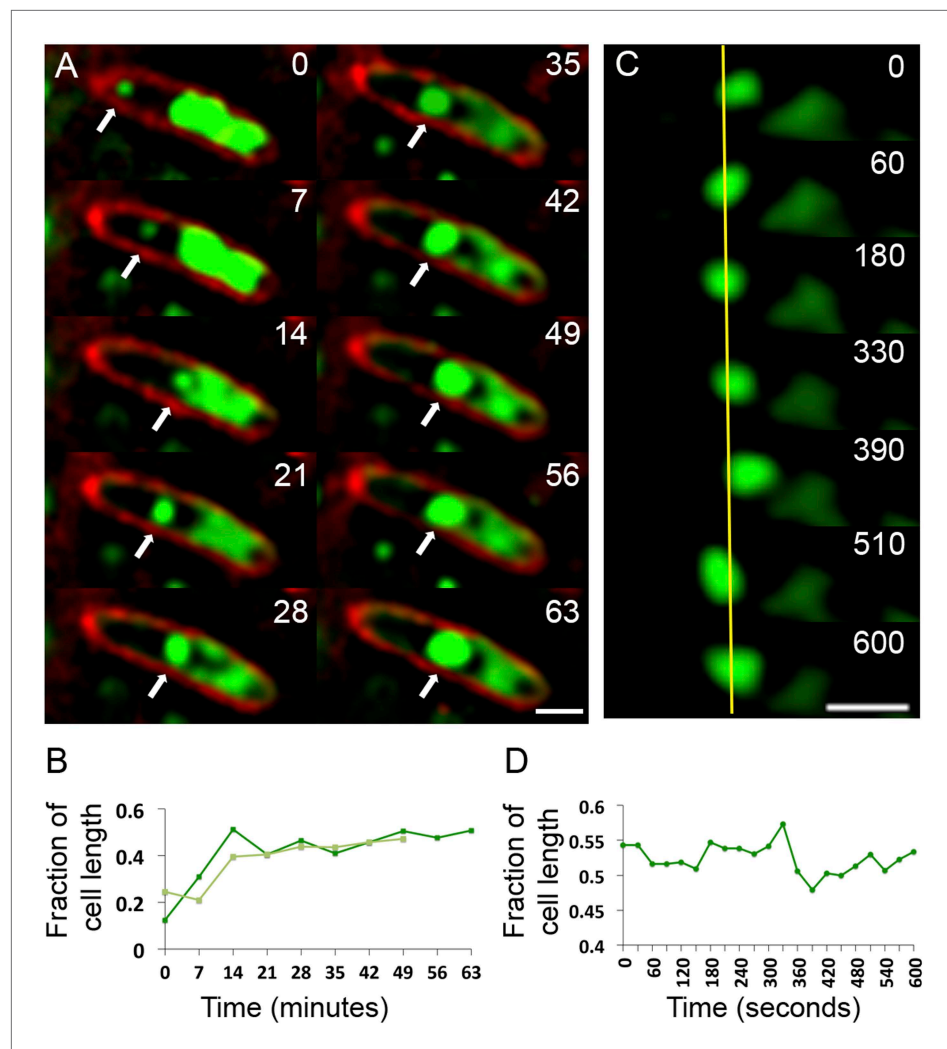 A
0
35
7
42
14
49
21
56
28
63
C
0
60
180
330
390
510
600
B
Fraction of
cell length
0.6
0.4
0.2
0
0 7 14 21 28 35 42 49 56 63
Time (minutes)
D
Fraction of
cell length
0.6
0.55
0.5
0.45
0.4
0 60 120 180 240 300 360 420 480 540 600
Time (seconds)